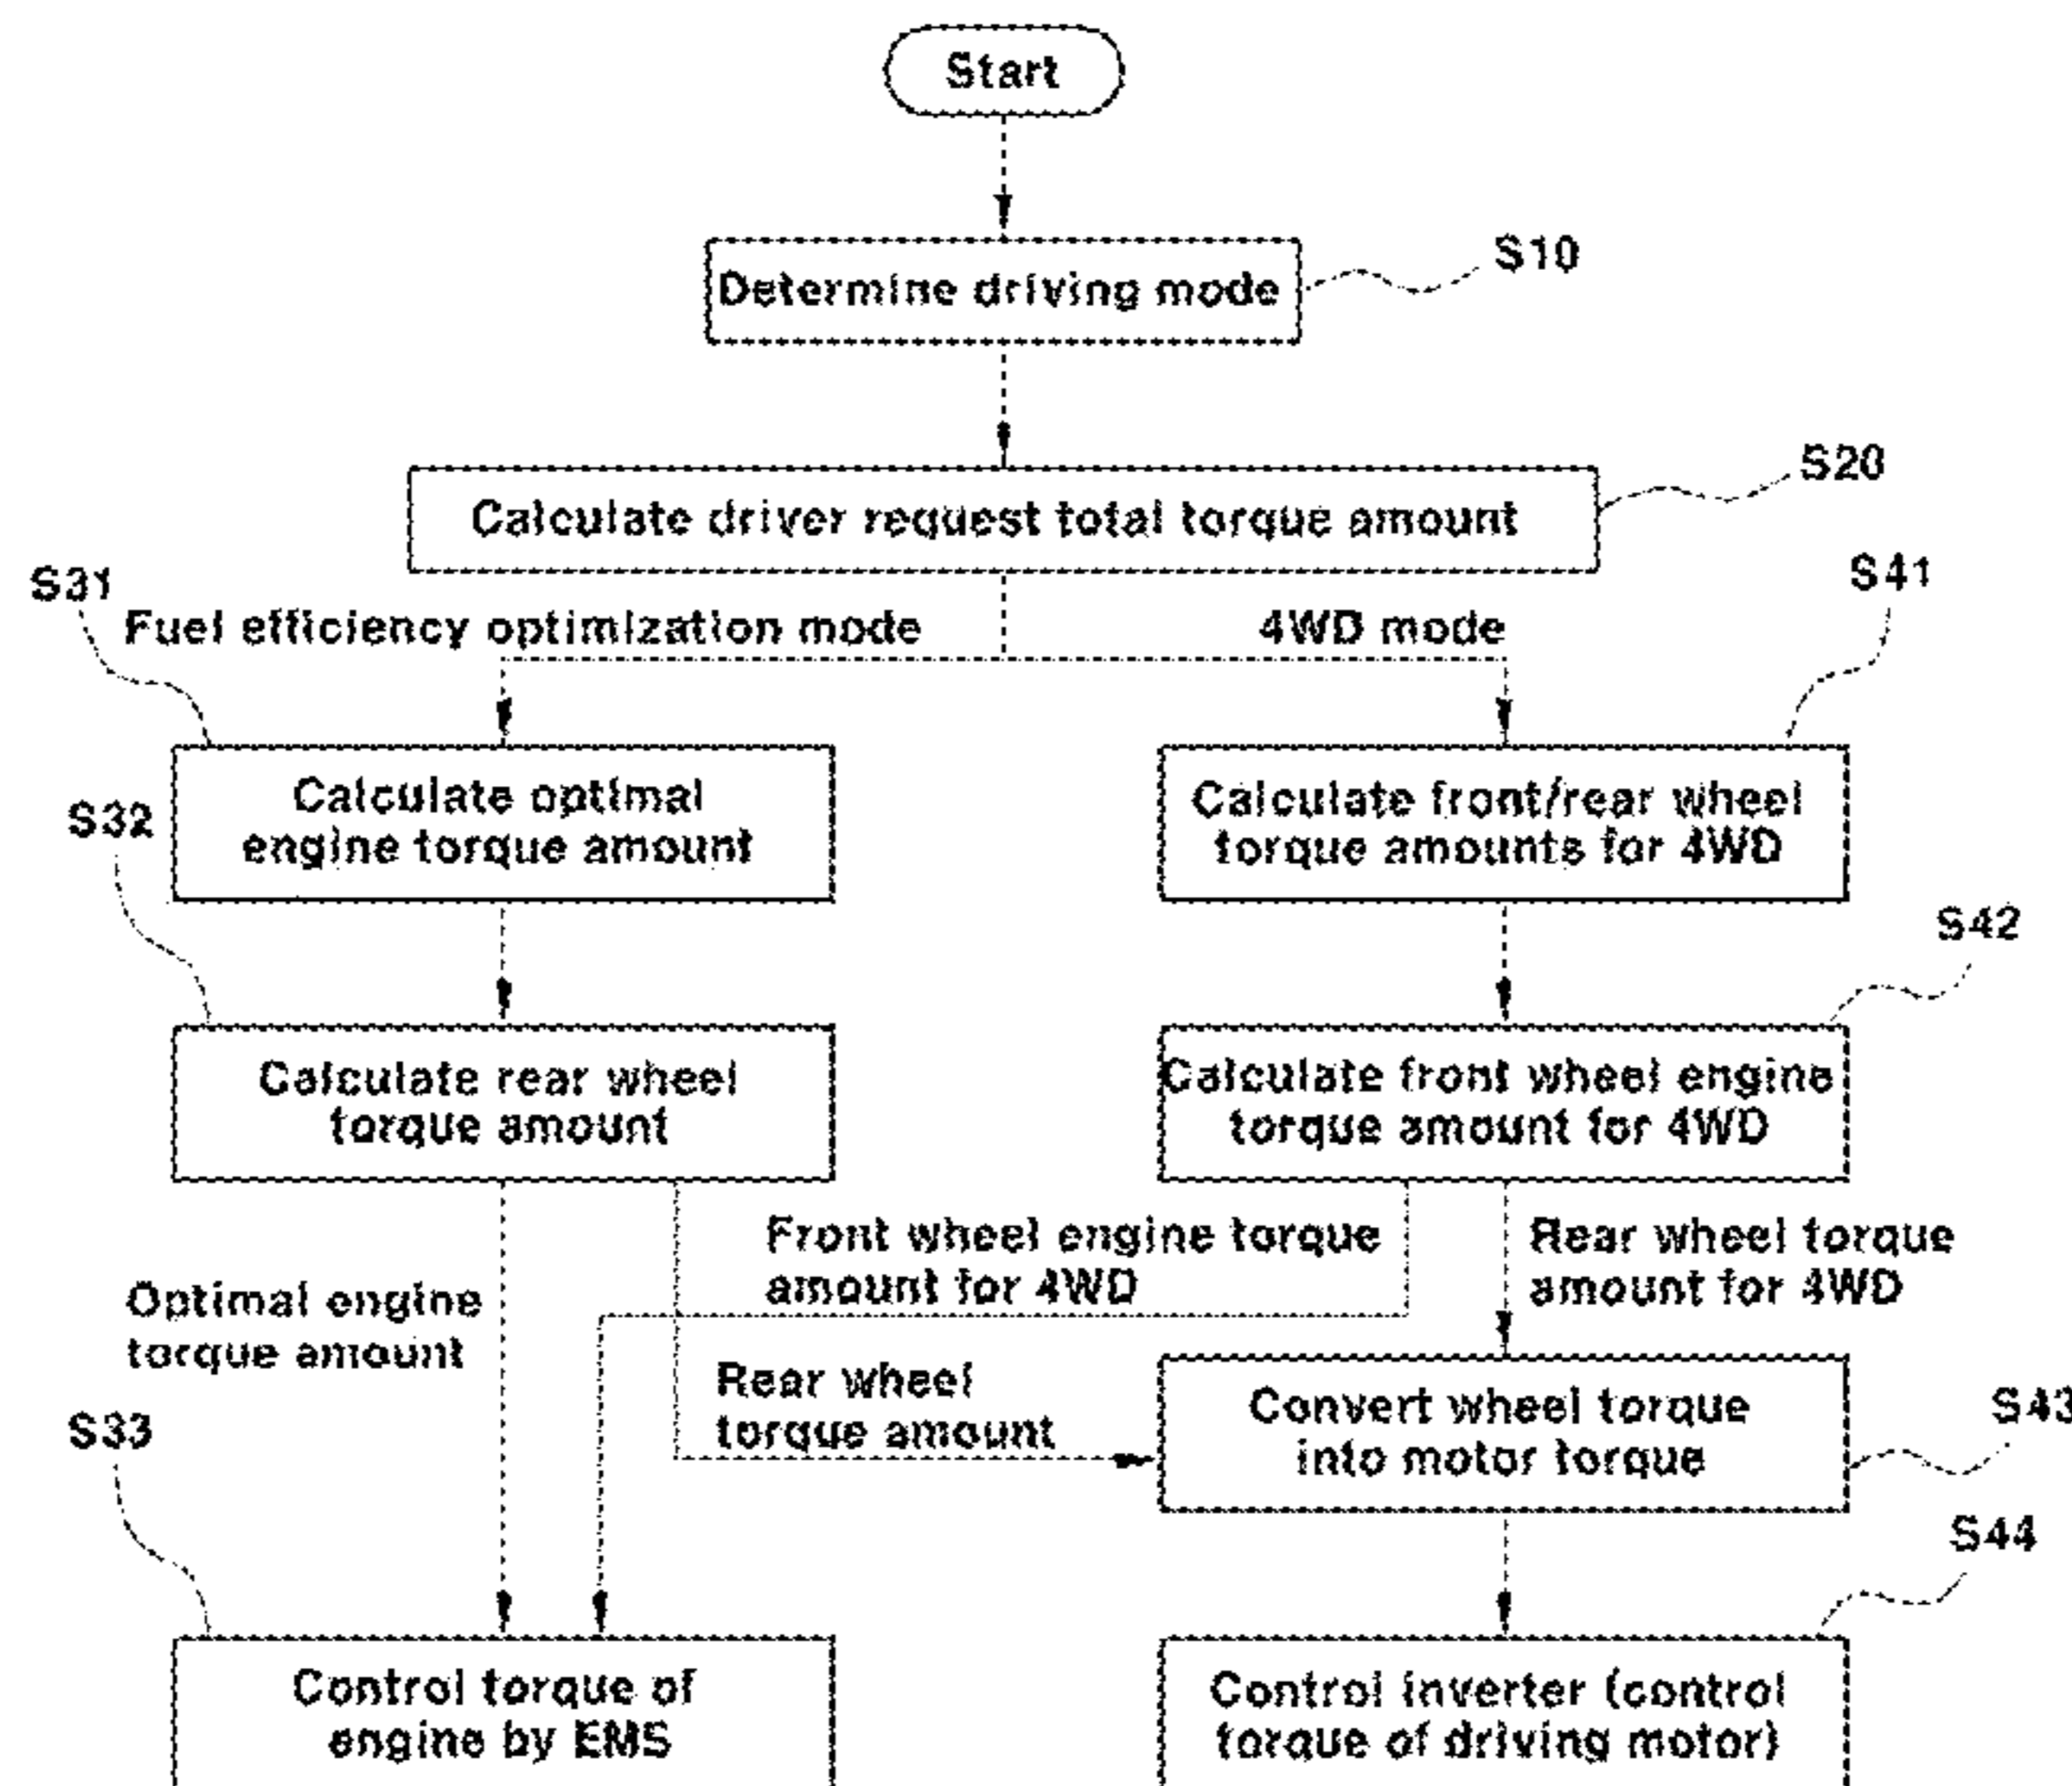 Start
Determine driving mode
S10
Calculate driver request total torque amount
S20
S31
Fuel efficiency optimization mode
4WD mode
S41
Calculate optimal
engine torque amount
S32
Calculate front/rear wheel
torque amounts for 4WD
S42
Calculate rear wheel
torque amount
Calculate front wheel engine
torque amount for 4WD
Front wheel engine torque
amount for 4WD
Rear wheel torque
amount for 4WD
Optimal engine
torque amount
Rear wheel
torque amount
Convert wheel torque
into motor torque
S43
S33
S44
Control torque of
engine by EMS
Control inverter (control
torque of driving motor)